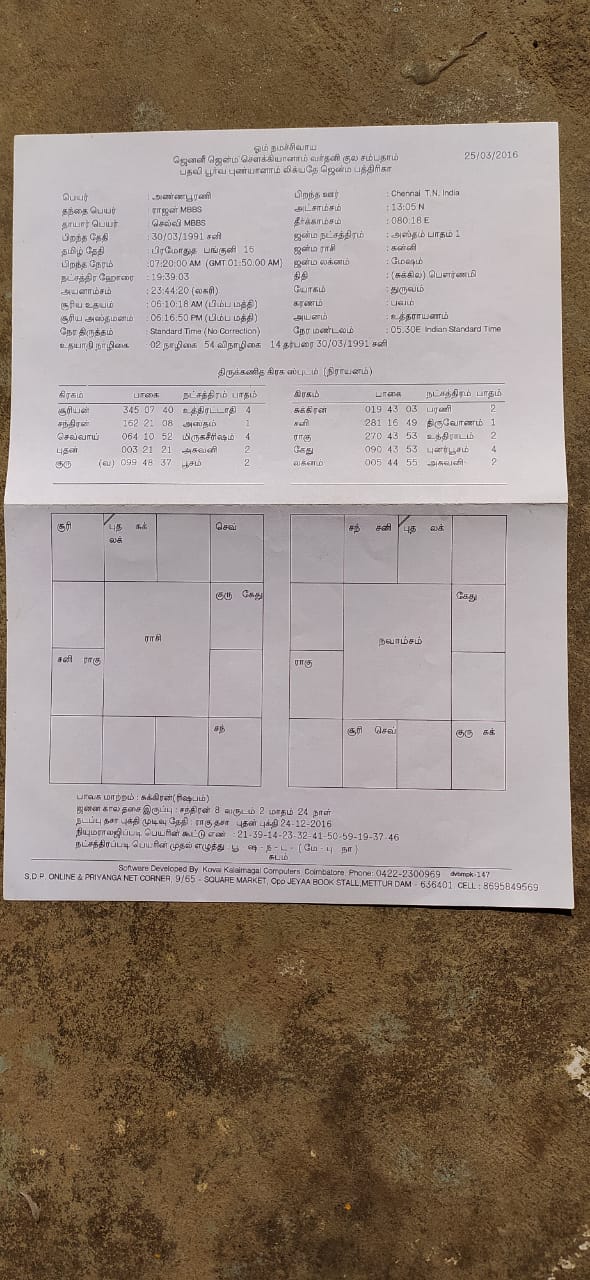 ஓம் நமச்சிவாய
ஜெனனீ ஜென்ம சௌக்கியானாம் வர்தனி குல சம்பதாம்
பதவி பூர்வ புண்யானாம் லிக்யதே ஜென்ம பத்திரிகா
25/03/2016
பெயர் : அண்ணபூரணி
தந்தை பெயர் : ராஜன் MBBS
தாயார் பெயர் : செல்வி MBBS
பிறந்த தேதி : 30/03/1991 சனி
தமிழ் தேதி : பிரமோதூத பங்குனி 16
பிறந்த நேரம் : 07:20:00 AM (GMT 01:50:00 AM)
நட்சத்திர ஹோரை : 19:39:03
அயனாம்சம் : 23:44:20 (லகரி)
சூரிய உதயம் : 06:10:18 AM (பிம்ப மத்தி)
சூரிய அஸ்தமனம் : 06:16:50 PM (பிம்ப மத்தி)
நேர திருத்தம் : Standard Time (No Correction)
உதயாதி நாழிகை 02 நாழிகை 54 விநாழிகை 14 தர்பரை 30/03/1991 சனி
பிறந்த ஊர் : Chennai T.N. India
அட்சாம்சம் : 13:05 N
தீர்க்காம்சம் : 080.18 E
ஜன்ம நட்சத்திரம் : அஸ்தம் பாதம் 1
ஜன்ம ராசி : கன்னி
ஜன்ம லக்னம் : மேஷம்
திதி : (சுக்கில) பௌர்ணமி
யோகம் : துருவம்
கரணம் : பவம்
அயனம் : உத்தராயணம்
நேர மண்டலம் : 05.30E Indian Standard Time
திருக்கணித கிரக ஸ்புடம் (நிராயனம்)
கிரகம் பாகை நட்சத்திரம் பாதம்
சூரியன் 345 07 40 உத்திரட்டாதி 4
சந்திரன் 162 21 08 அஸ்தம் 1
செவ்வாய் 064 10 52 மிருகசீரிஷம் 4
புதன் 003 21 21 அசுவனி 2
குரு (வ) 099 48 37 பூசம் 2
கிரகம் பாகை நட்சத்திரம் பாதம்
சுக்கிரன் 019 43 03 பரணி 2
சனி 281 16 49 திருவோணம் 1
ராகு 270 43 53 உத்திராடம் 2
கேது 090 43 53 புனர்பூசம் 4
லக்னம் 005 44 55 அசுவனி 2
சூரி
புத சுக்
லக்
செவ்
குரு கேது
ராசி
சனி ராகு
சந்
சந் சனி
புத லக்
கேது
நவாம்சம்
ராகு
சூரி செவ்
குரு சுக்
பாவக மாற்றம் : சுக்கிரன்(ரிஷபம்)
ஜனன கால தசை இருப்பு : சந்திரன் 8 வருடம் 2 மாதம் 24 நாள்
நடப்பு தசா புக்தி முடிவு தேதி : ராகு தசா புதன் புக்தி 24-12-2016
நியுமராலஜிப்படி பெயரின் கூட்டு எண் : 21-39-14-23-32-41-50-59-19-37-46
நட்சத்திரப்படி பெயரின் முதல் எழுத்து பூ - ஷ - ந - ட - ( மே - பு நா )
சுபம்
Software Developed By: Kovai Kalaimagal Computers, Coimbatore. Phone: 0422-2300969 dvbmpk-147
S.D.P. ONLINE & PRIYANGA NET CORNER, 9/65 - SQUARE MARKET, Opp JEYAA BOOK STALL,METTUR DAM - 636401. CELL : 8695849569